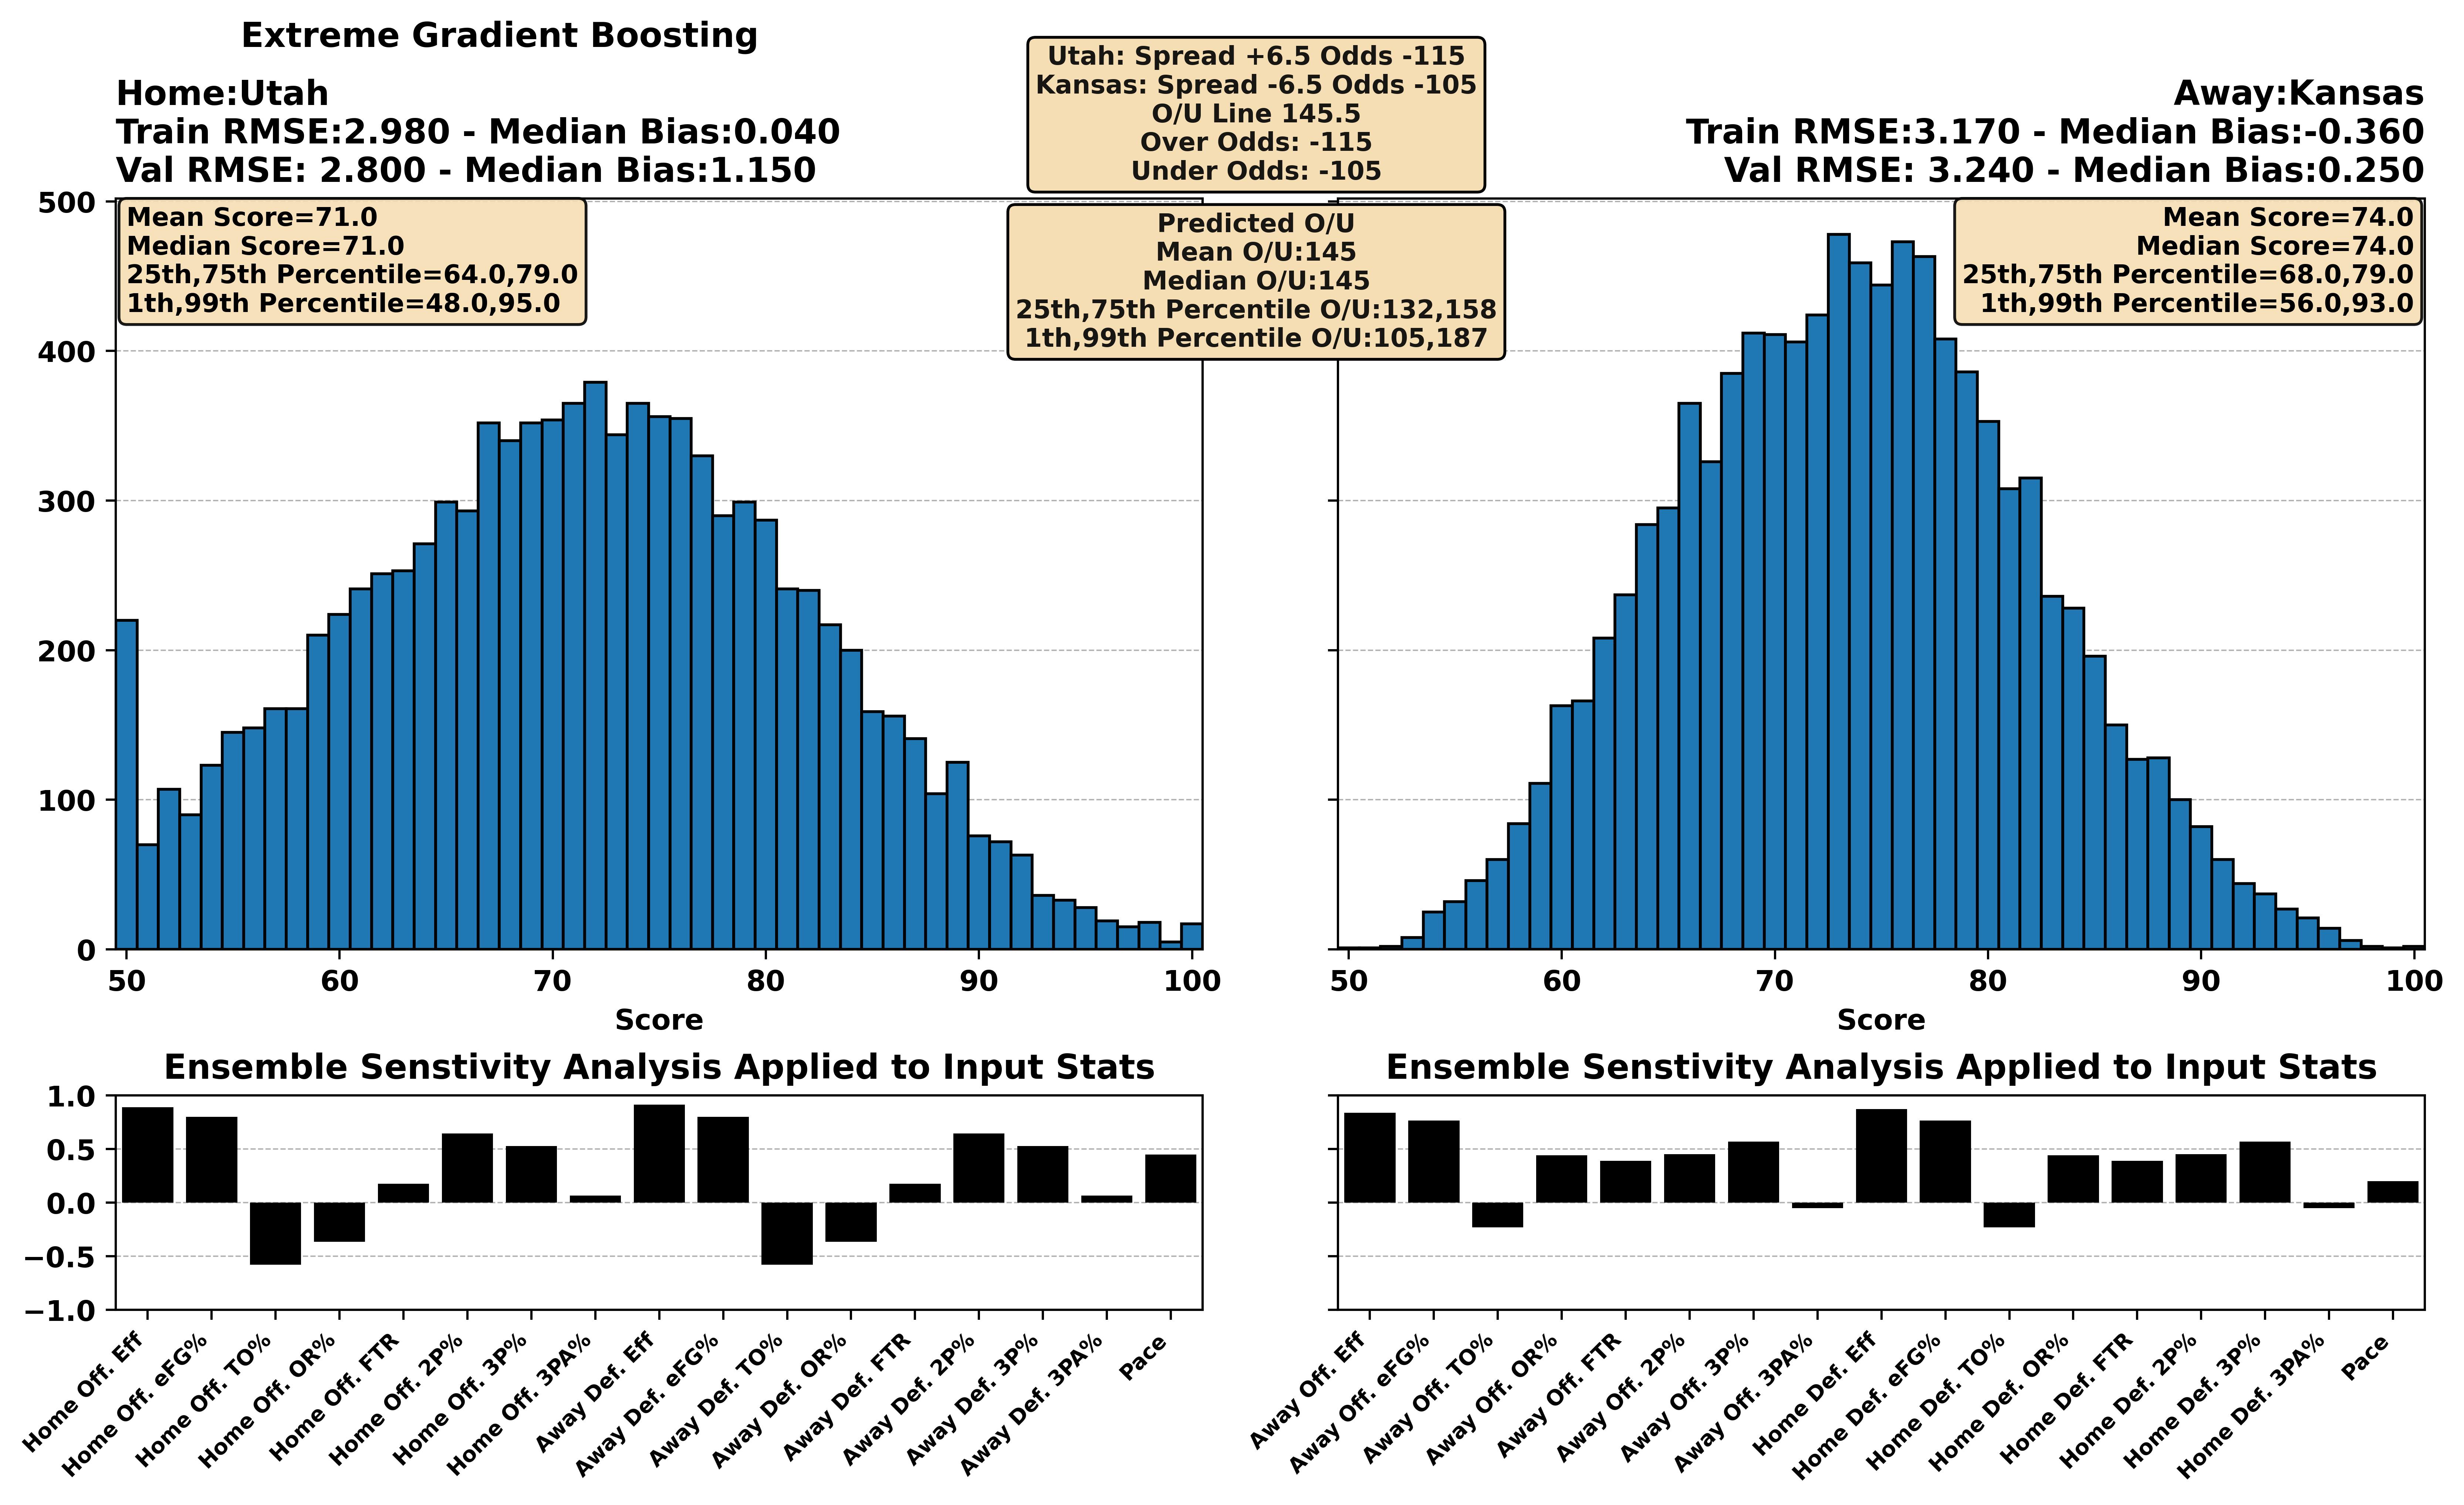 Extreme Gradient Boosting
Home:Utah
Train RMSE:2.980 - Median Bias:0.040
Val RMSE: 2.800 - Median Bias:1.150
Utah: Spread +6.5 Odds -115
Kansas: Spread -6.5 Odds -105
O/U Line 145.5
Over Odds: -115
Under Odds: -105
Away:Kansas
Train RMSE:3.170 - Median Bias:-0.360
Val RMSE: 3.240 - Median Bias:0.250
Mean Score=71.0
Median Score=71.0
25th,75th Percentile=64.0,79.0
1th,99th Percentile=48.0,95.0
Predicted O/U
Mean O/U:145
Median O/U:145
25th,75th Percentile O/U:132,158
1th,99th Percentile O/U:105,187
Mean Score=74.0
Median Score=74.0
25th,75th Percentile=68.0,79.0
1th,99th Percentile=56.0,93.0
500
400
300
200
100
0
50 60 70 80 90 100
Score
50 60 70 80 90 100
Score
Ensemble Senstivity Analysis Applied to Input Stats
1.0
0.5
0.0
−0.5
−1.0
Home Off. Eff
Home Off. eFG%
Home Off. TO%
Home Off. OR%
Home Off. FTR
Home Off. 2P%
Home Off. 3P%
Home Off. 3PA%
Away Def. Eff
Away Def. eFG%
Away Def. TO%
Away Def. OR%
Away Def. FTR
Away Def. 2P%
Away Def. 3P%
Away Def. 3PA%
Pace
Ensemble Senstivity Analysis Applied to Input Stats
Away Off. Eff
Away Off. eFG%
Away Off. TO%
Away Off. OR%
Away Off. FTR
Away Off. 2P%
Away Off. 3P%
Away Off. 3PA%
Home Def. Eff
Home Def. eFG%
Home Def. TO%
Home Def. OR%
Home Def. FTR
Home Def. 2P%
Home Def. 3P%
Home Def. 3PA%
Pace